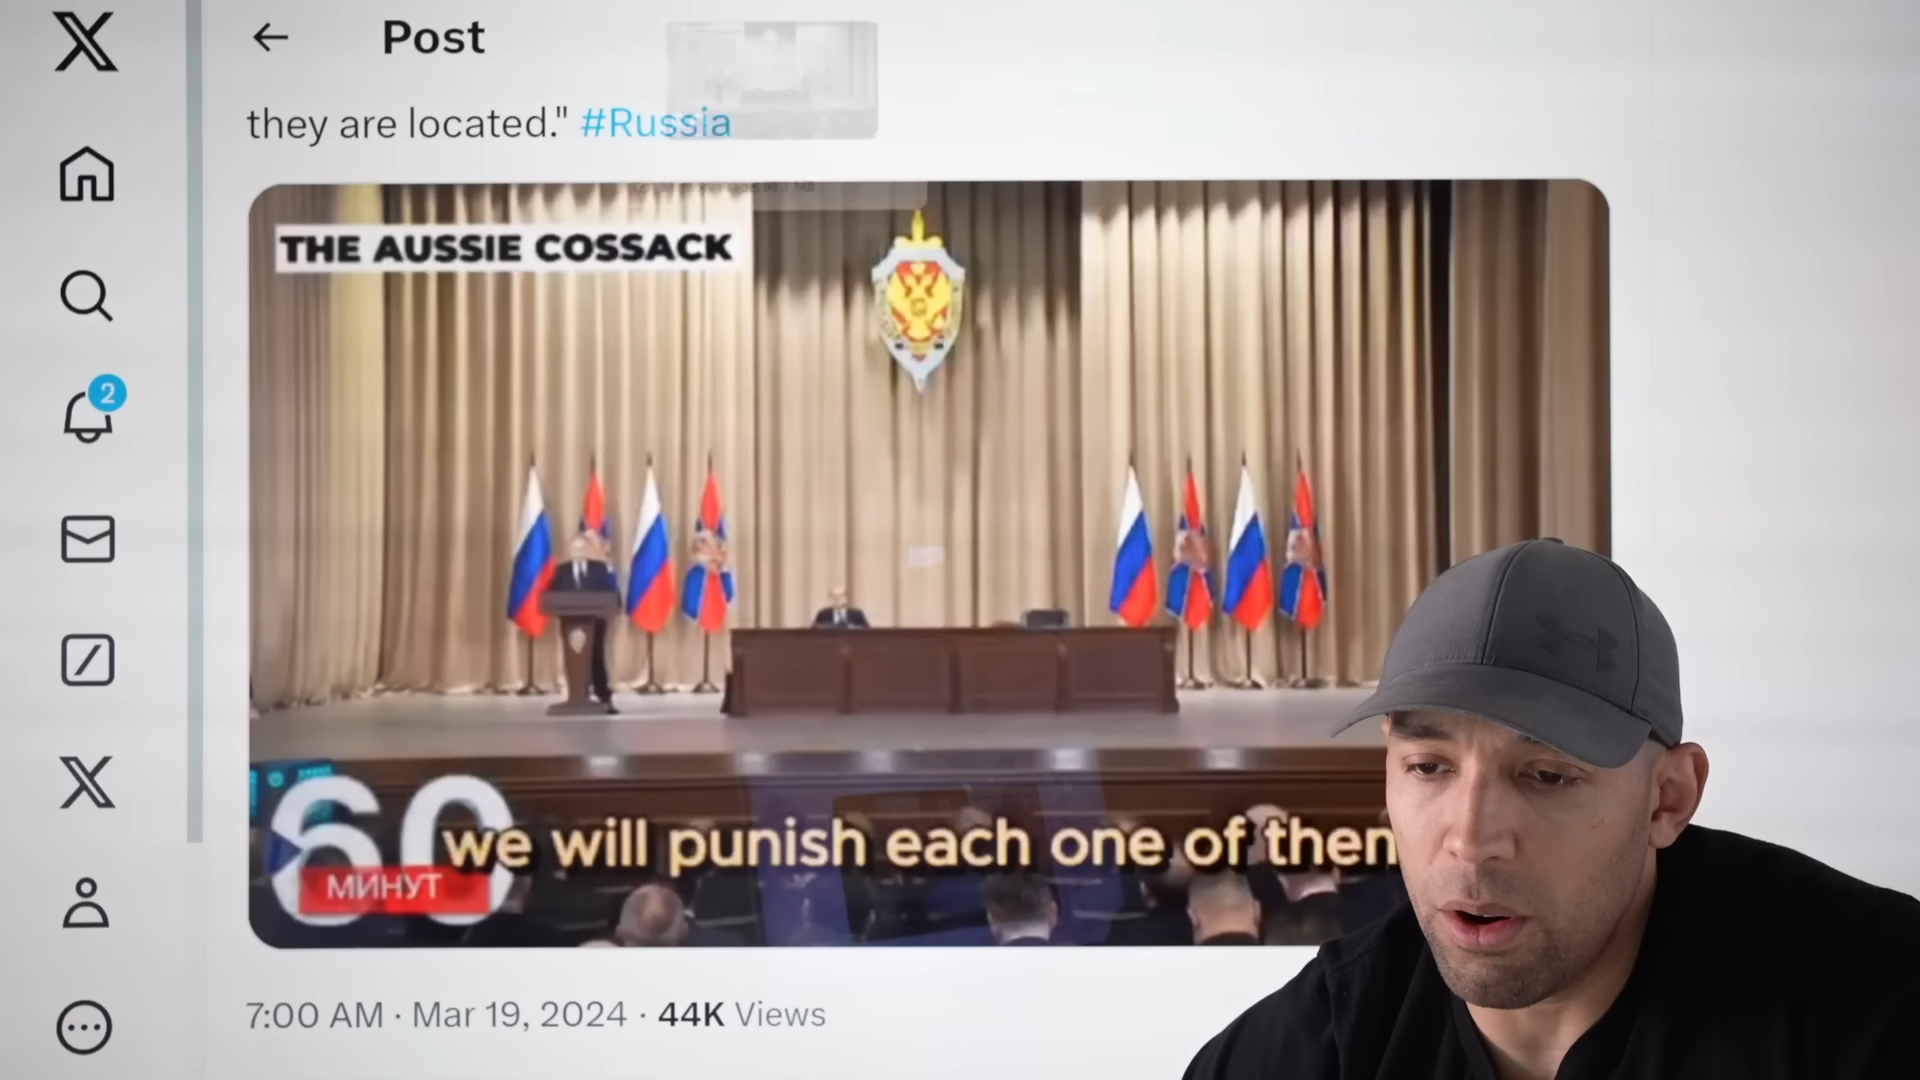 Post
they are located." #Russia
THE AUSSIE COSSACK
2
60
we will punish each one of them
МИНУТ
7:00 AM · Mar 19, 2024 · 44K Views